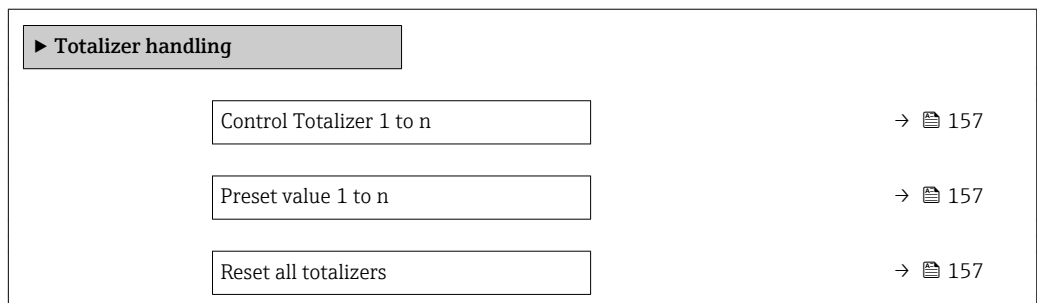 ▶ Totalizer handling
Control Totalizer 1 to n → 157
Preset value 1 to n → 157
Reset all totalizers → 157